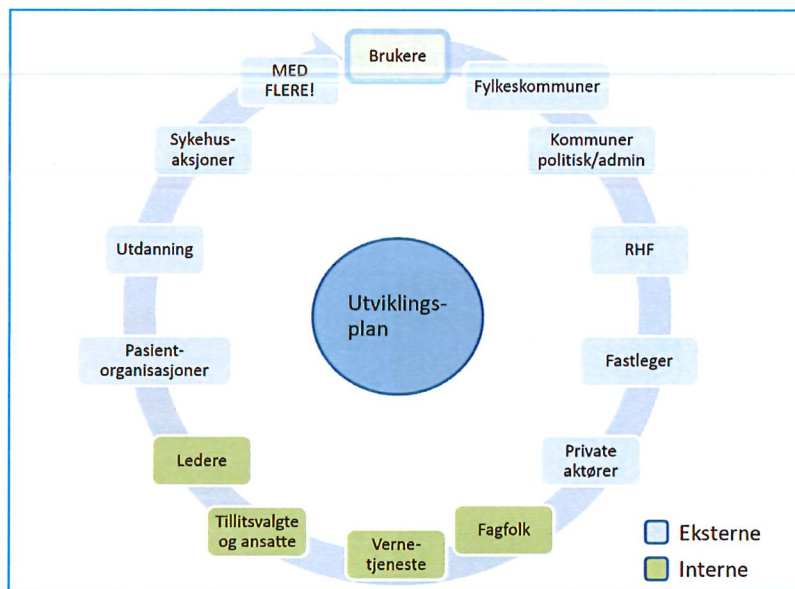 Brukere
Fylkeskommuner
Kommuner
politisk/admin
RHF
Fastleger
Private
aktører
Fagfolk
Verne-
tjeneste
Tillitsvalgte
og ansatte
Ledere
Pasient-
organisasjoner
Utdanning
Sykehus-
aksjoner
MED
FLERE!
Utviklings-
plan
Eksterne
Interne